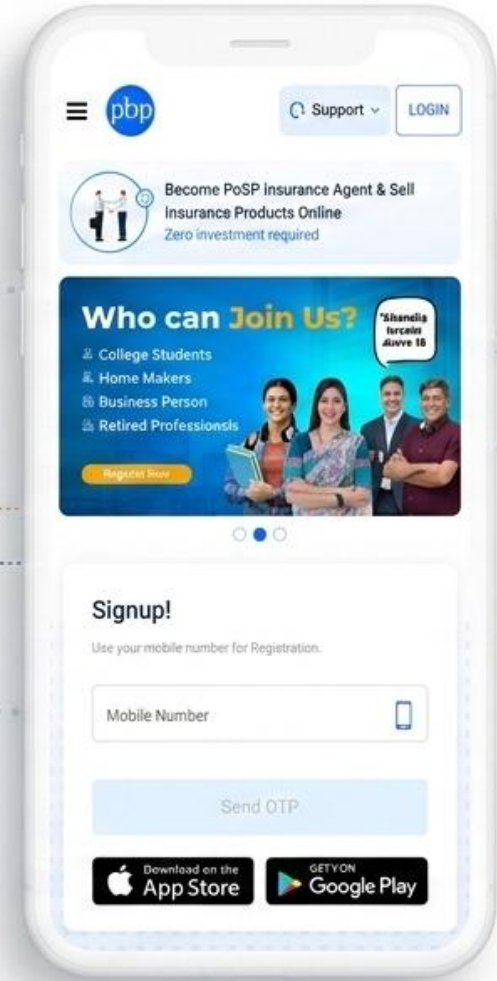 pbp
Support
LOGIN
Become PoSP insurance Agent & Sell
Insurance Products Online
Zero investment required
Who can Join Us?
College Students
Home Makers
Business Person
Retired Professionsls
Signup!
Use your mobile number for Registration.
Mobile Number
Send OTP
Download on the
App Store
GETY ON
Google Play